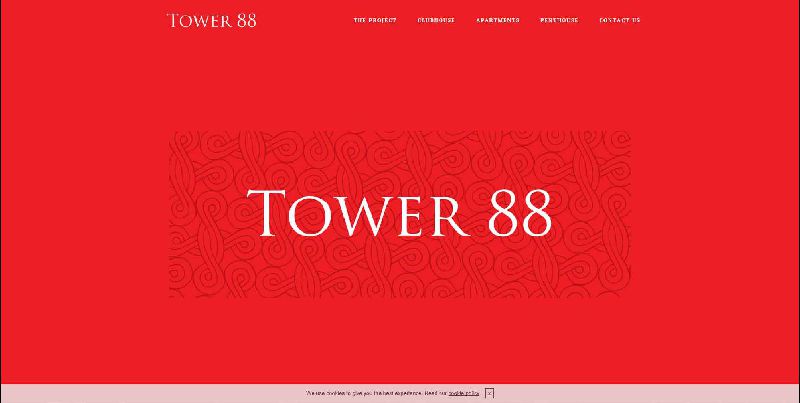 TOWER 88
THE PROJECT CLUBHOUSE APARTMENTS PENTHOUSE CONTACT US
TOWER 88
We use cookies to give you the best experience. Read our cookie policy x